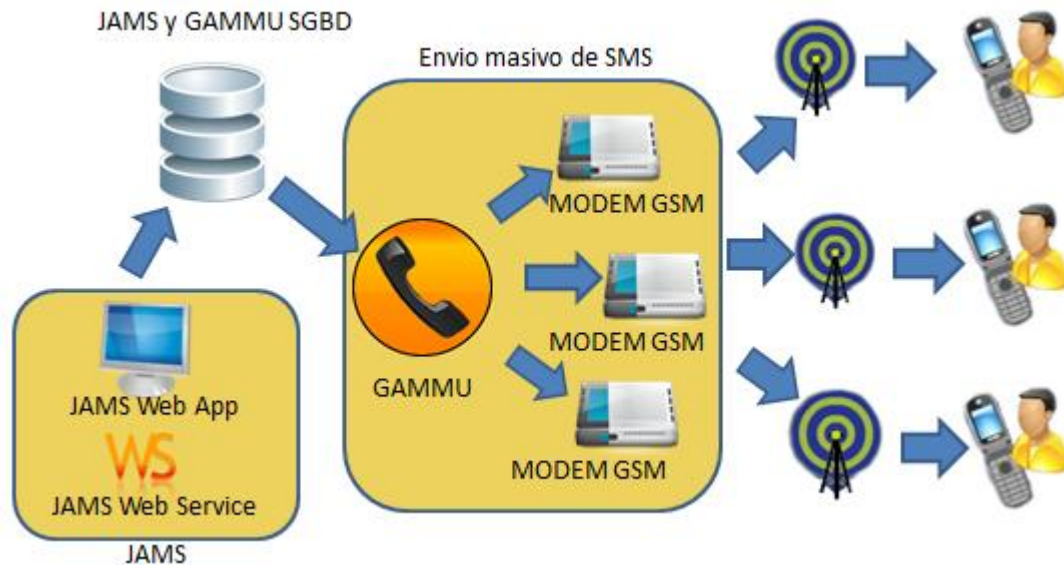 JAMS y GAMMU SGBD
Envio masivo de SMS
MODEM GSM
MODEM GSM
GAMMU
MODEM GSM
JAMS Web App
WS
JAMS Web Service
JAMS